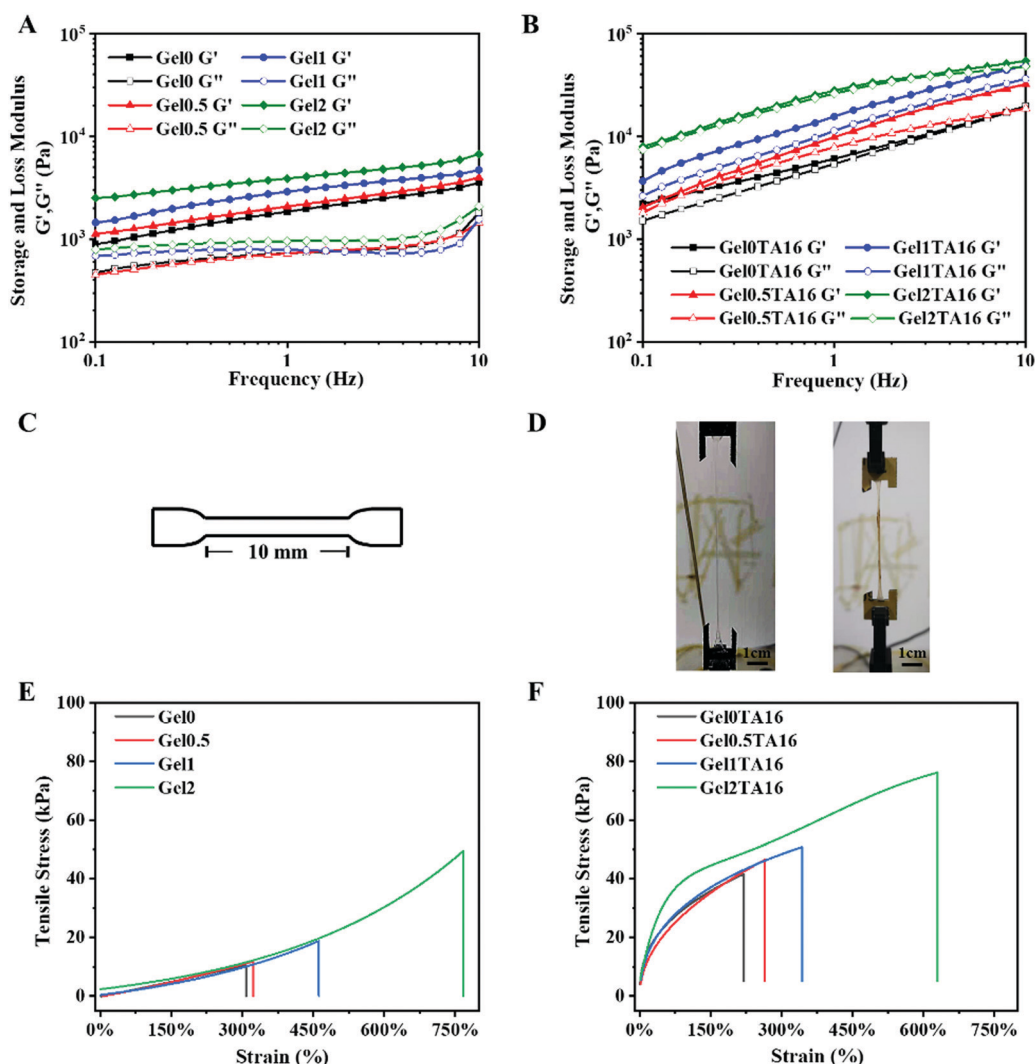 A
Storage and Loss Modulus
G',G" (Pa)
10^5
10^4
10^3
10^2
Gel0 G' Gel1 G'
Gel0 G" Gel1 G"
Gel0.5 G' Gel2 G'
Gel0.5 G" Gel2 G"
0.1 1 10
Frequency (Hz)
B
Storage and Loss Modulus
G',G" (Pa)
10^5
10^4
10^3
10^2
Gel0TA16 G' Gel1TA16 G'
Gel0TA16 G" Gel1TA16 G"
Gel0.5TA16 G' Gel2TA16 G'
Gel0.5TA16 G" Gel2TA16 G"
0.1 1 10
Frequency (Hz)
C
10 mm
D
1cm
1cm
E
Tensile Stress (kPa)
100
80
60
40
20
0
Gel0
Gel0.5
Gel1
Gel2
0% 150% 300% 450% 600% 750%
Strain (%)
F
Tensile Stress (kPa)
100
80
60
40
20
0
Gel0TA16
Gel0.5TA16
Gel1TA16
Gel2TA16
0% 150% 300% 450% 600% 750%
Strain (%)